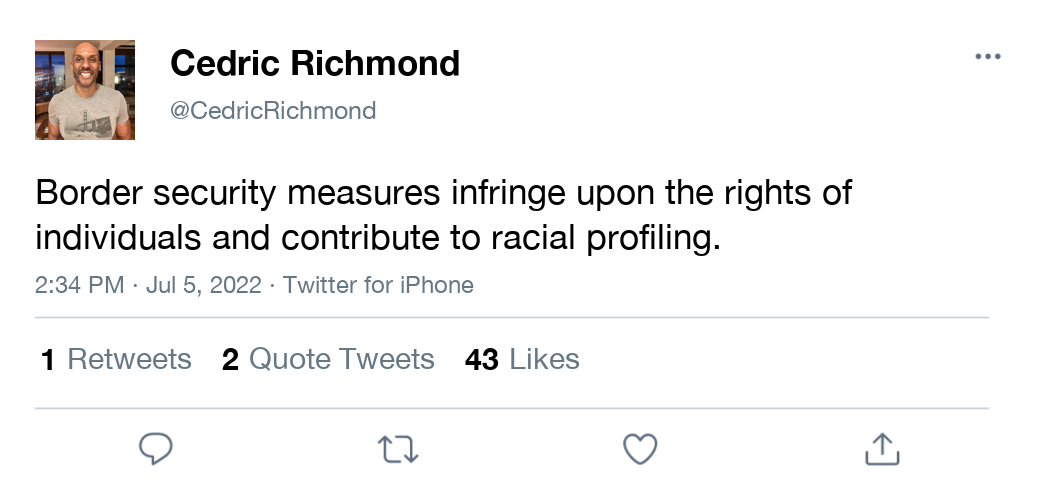 Cedric Richmond
@CedricRichmond
Border security measures infringe upon the rights of
individuals and contribute to racial profiling.
2:34 PM · Jul 5, 2022 · Twitter for iPhone
1 Retweets 2 Quote Tweets 43 Likes